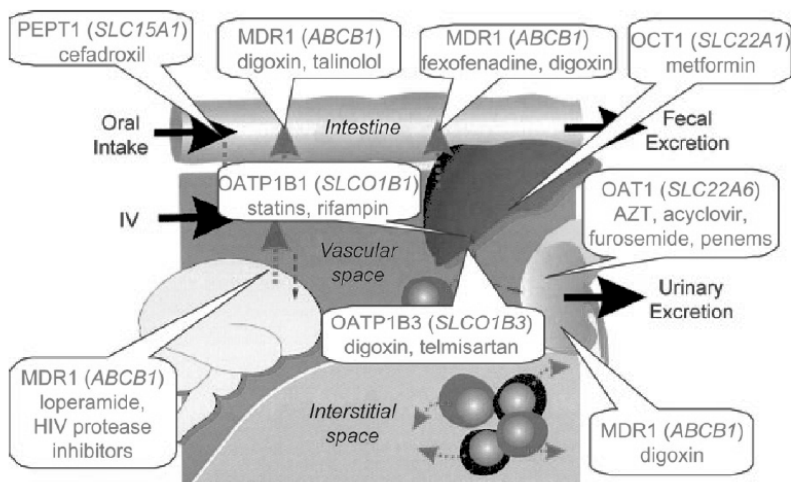 PEPT1 (SLC15A1)
cefadroxil
MDR1 (ABCB1)
digoxin, talinolol
MDR1 (ABCB1)
fexofenadine, digoxin
OCT1 (SLC22A1)
metformin
Oral
Intake
Intestine
Fecal
Excretion
OATP1B1 (SLCO1B1)
statins, rifampin
OAT1 (SLC22A6)
AZT, acyclovir,
furosemide, penems
IV
Vascular
space
Urinary
Excretion
OATP1B3 (SLCO1B3)
digoxin, telmisartan
MDR1 (ABCB1)
loperamide,
HIV protease
inhibitors
Interstitial
space
MDR1 (ABCB1)
digoxin